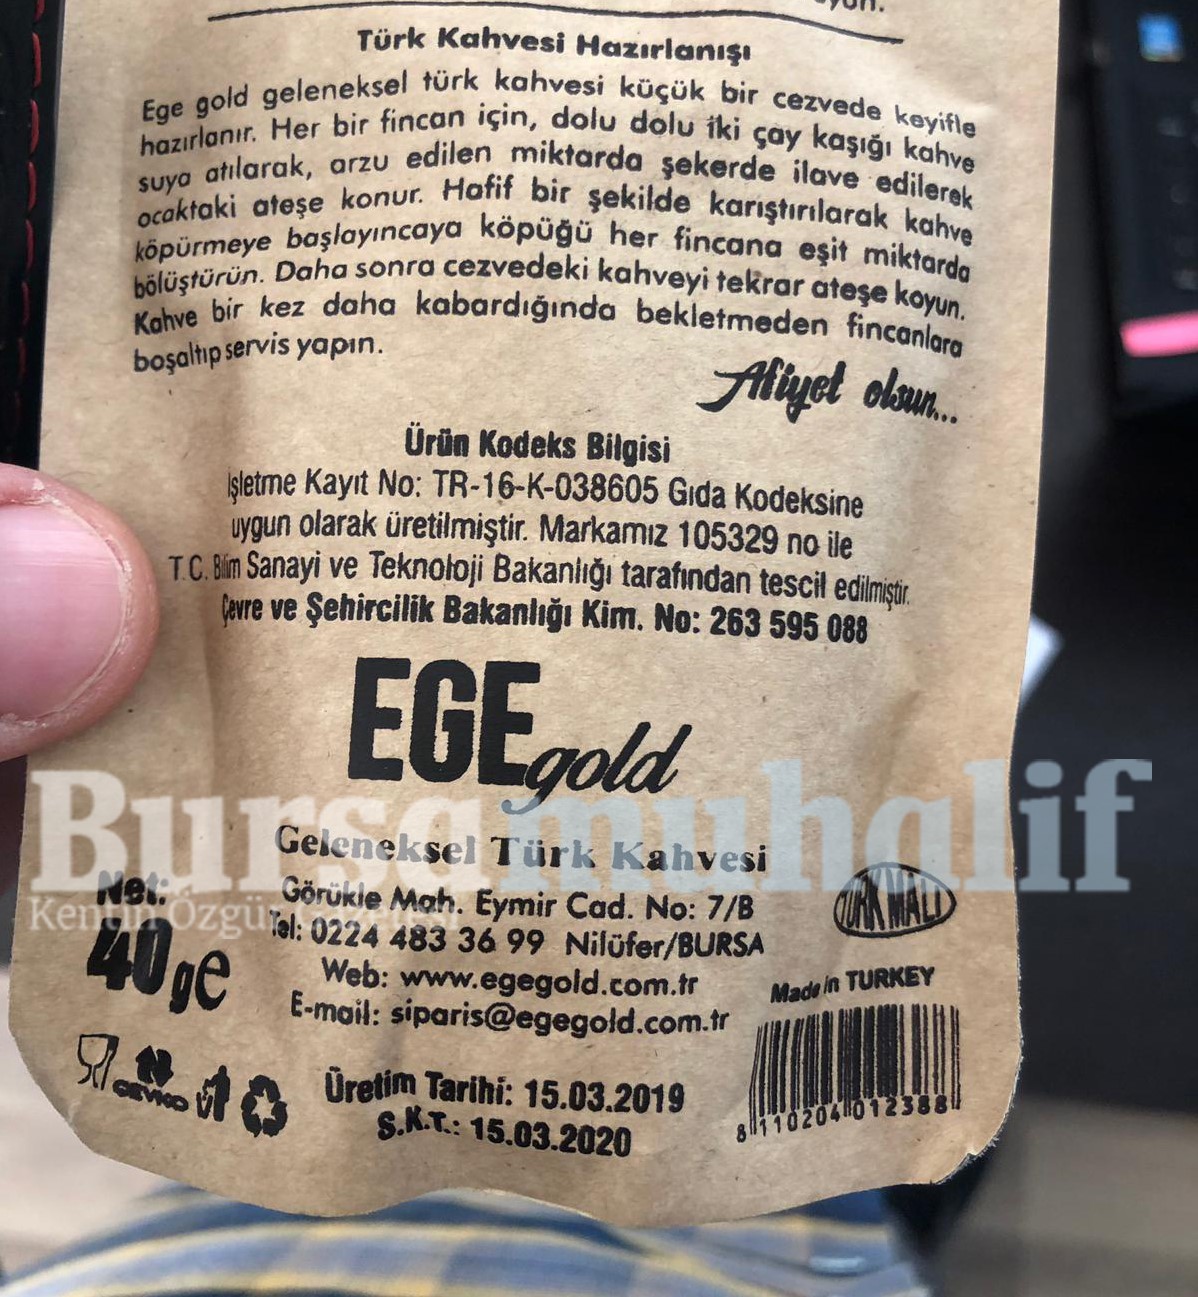 Türk Kahvesi Hazırlanışı
Ege gold geleneksel türk kahvesi küçük bir cezvede keyifle
hazırlanır. Her bir fincan için, dolu dolu iki çay kaşığı kahve
suya atılarak, arzu edilen miktarda şekerde ilave edilerek
ocaktaki ateşe konur. Hafif bir şekilde karıştırılarak kahve
köpürmeye başlayıncaya köpüğü her fincana eşit miktarda
bölüştürün. Daha sonra cezvedeki kahveyi tekrar ateşe koyun.
Kahve bir kez daha kabardığında bekletmeden fincanlara
boşaltıp servis yapın.
Afiyet olsun...
Ürün Kodeks Bilgisi
İşletme Kayıt No: TR-16-K-038605 Gıda Kodeksine
uygun olarak üretilmiştir. Markamız 105329 no ile
T.C. Bilim Sanayi ve Teknoloji Bakanlığı tarafından tescil edilmiştir.
Çevre ve Şehircilik Bakanlığı Kim. No: 263 595 088
EGE gold
Bursamuhalif
Kentin Özgür Gazetesi
Geleneksel Türk Kahvesi
Görükle Mah. Eymir Cad. No: 7/B
Tel: 0224 483 36 99 Nilüfer/BURSA
Web: www.egegold.com.tr
E-mail: siparis@egegold.com.tr
Net:
40 ge
TÜRK MALI
Made in TURKEY
ÇEVKO
Üretim Tarihi: 15.03.2019
S.K.T.: 15.03.2020
8 110204 012388